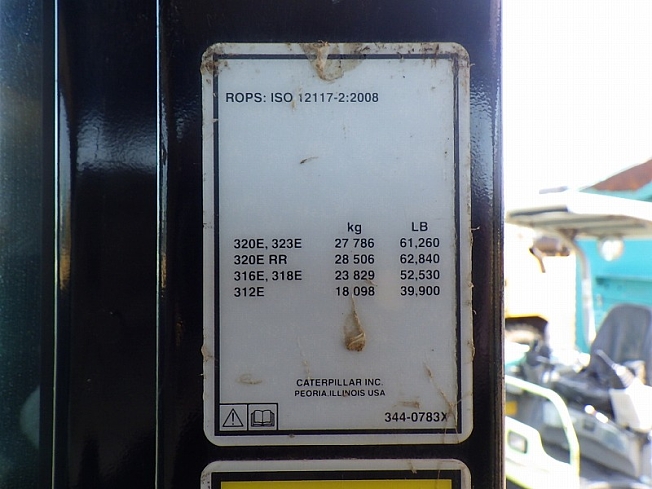 ROPS: ISO 12117-2:2008
kg LB
320E, 323E 27 786 61,260
320E RR 28 506 62,840
316E, 318E 23 829 52,530
312E 18 098 39,900
CATERPILLAR INC.
PEORIA,ILLINOIS USA
344-0783X